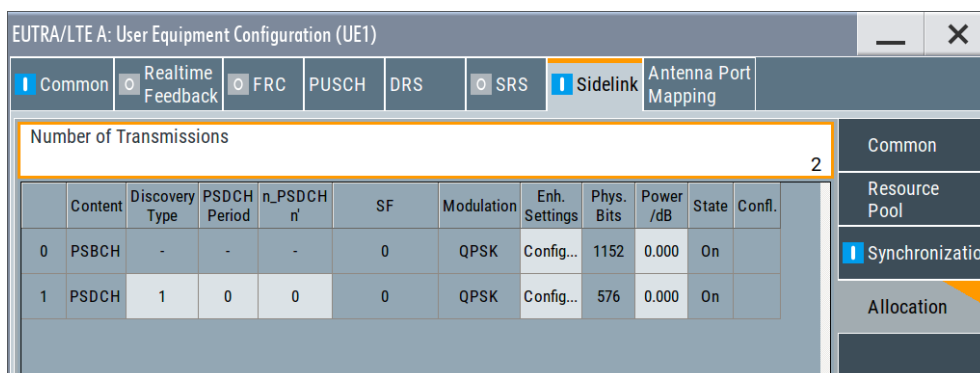 EUTRA/LTE A: User Equipment Configuration (UE1)
Common
Realtime
Feedback
FRC
PUSCH
DRS
SRS
Sidelink
Antenna Port
Mapping
Number of Transmissions
2
Content Discovery Type PSDCH Period n_PSDCH n' SF Modulation Enh. Settings Phys. Bits Power /dB State Confl.
0 PSBCH - - - 0 QPSK Config... 1152 0.000 On
1 PSDCH 1 0 0 0 QPSK Config... 576 0.000 On
Common
Resource
Pool
Synchronizatio
Allocation